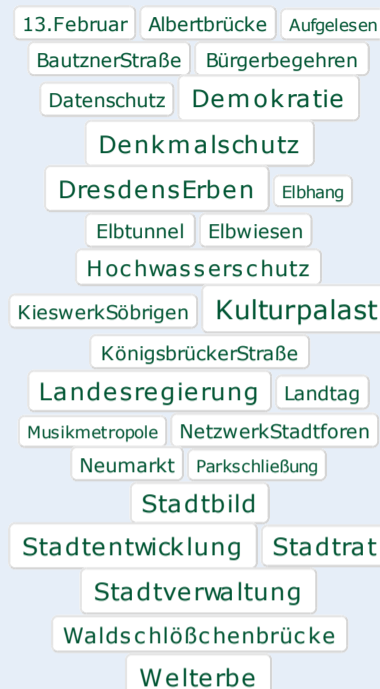 13.Februar Albertbrücke Aufgelesen
BautznerStraße Bürgerbegehren
Datenschutz Demokratie
Denkmalschutz
DresdensErben Elbhang
Elbtunnel Elbwiesen
Hochwasserschutz
KieswerkSöbrigen Kulturpalast
KönigsbrückerStraße
Landesregierung Landtag
Musikmetropole NetzwerkStadtforen
Neumarkt Parkschließung
Stadtbild
Stadtentwicklung Stadtrat
Stadtverwaltung
Waldschlößchenbrücke
Welterbe